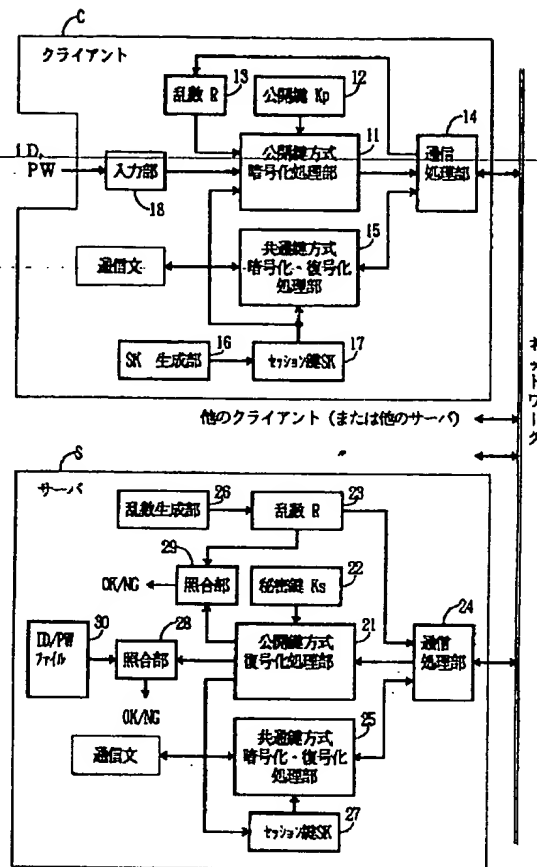 C
クライアント
乱数 R
13
公開鍵 Kp
12
14
ID,
PW
入力部
18
公開鍵方式
暗号化処理部
11
通信
処理部
通信文
共通鍵方式
暗号化・復号化
処理部
15
SK 生成部
16
セッション鍵SK
17
ネットワーク
他のクライアント (または他のサーバ)
S
サーバ
乱数生成部
26
乱数 R
23
29
OK/NG
照合部
秘密鍵 Ks
22
30
ID/PW
ファイル
28
照合部
OK/NG
公開鍵方式
復号化処理部
21
24
通信
処理部
通信文
共通鍵方式
暗号化・復号化
処理部
25
セッション鍵SK
27